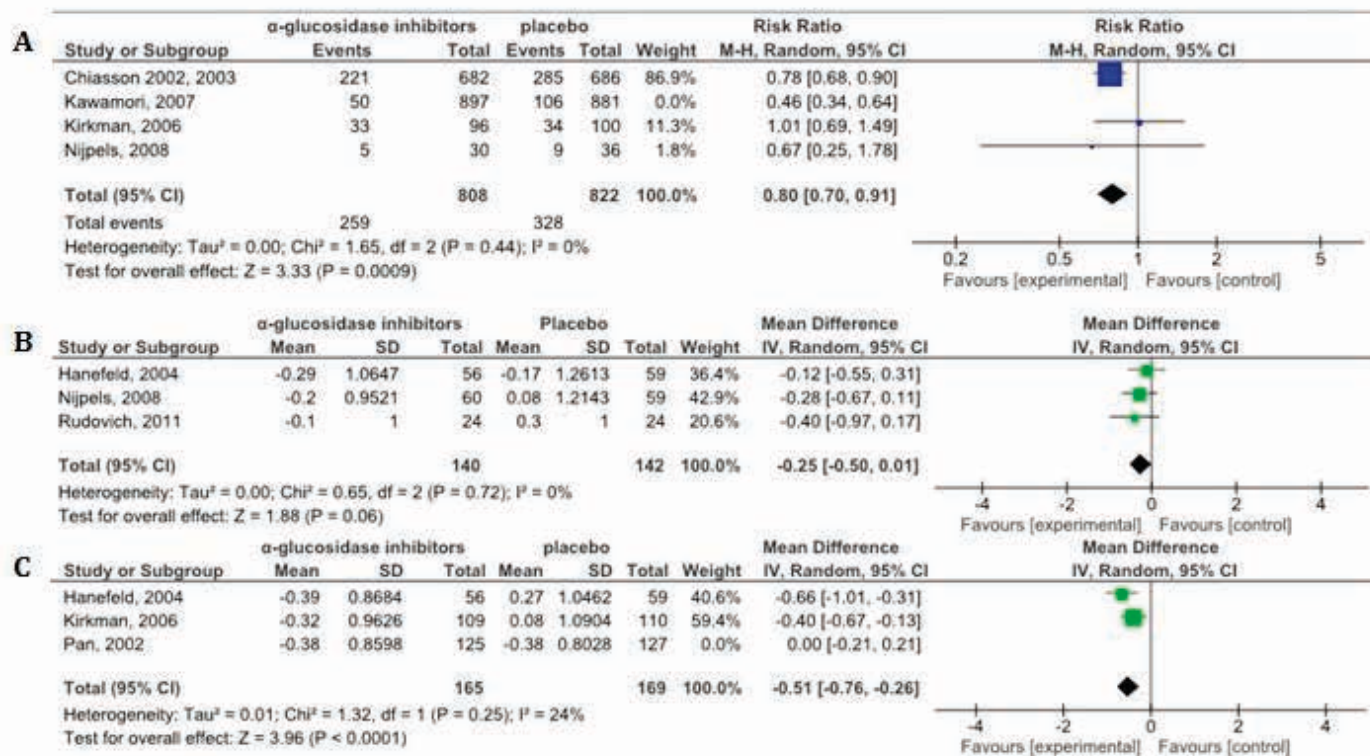 A
α-glucosidase inhibitors placebo Risk Ratio Risk Ratio
Study or Subgroup Events Total Events Total Weight M-H, Random, 95% CI M-H, Random, 95% CI
Chiasson 2002, 2003 221 682 285 686 86.9% 0.78 [0.68, 0.90]
Kawamori, 2007 50 897 106 881 0.0% 0.46 [0.34, 0.64]
Kirkman, 2006 33 96 34 100 11.3% 1.01 [0.69, 1.49]
Nijpels, 2008 5 30 9 36 1.8% 0.67 [0.25, 1.78]
Total (95% CI) 808 822 100.0% 0.80 [0.70, 0.91]
Total events 259 328
Heterogeneity: Tau² = 0.00; Chi² = 1.65, df = 2 (P = 0.44); I² = 0%
Test for overall effect: Z = 3.33 (P = 0.0009)
0.2 1 2 5
Favours [experimental] Favours [control]
B
α-glucosidase inhibitors Placebo Mean Difference Mean Difference
Study or Subgroup Mean SD Total Mean SD Total Weight IV, Random, 95% CI IV, Random, 95% CI
Hanefeld, 2004 -0.29 1.0647 56 -0.17 1.2613 59 36.4% -0.12 [-0.55, 0.31]
Nijpels, 2008 -0.2 0.9521 60 0.08 1.2143 59 42.9% -0.28 [-0.67, 0.11]
Rudovich, 2011 -0.1 1 24 0.3 1 24 20.6% -0.40 [-0.97, 0.17]
Total (95% CI) 140 142 100.0% -0.25 [-0.50, 0.01]
Heterogeneity: Tau² = 0.00; Chi² = 0.65, df = 2 (P = 0.72); I² = 0%
Test for overall effect: Z = 1.88 (P = 0.06)
-4 -2 0 2 4
Favours [experimental] Favours [control]
C
α-glucosidase inhibitors placebo Mean Difference Mean Difference
Study or Subgroup Mean SD Total Mean SD Total Weight IV, Random, 95% CI IV, Random, 95% CI
Hanefeld, 2004 -0.39 0.8684 56 0.27 1.0462 59 40.6% -0.66 [-1.01, -0.31]
Kirkman, 2006 -0.32 0.9626 109 0.08 1.0904 110 59.4% -0.40 [-0.67, -0.13]
Pan, 2002 -0.38 0.8598 125 -0.38 0.8028 127 0.0% 0.00 [-0.21, 0.21]
Total (95% CI) 165 169 100.0% -0.51 [-0.76, -0.26]
Heterogeneity: Tau² = 0.01; Chi² = 1.32, df = 1 (P = 0.25); I² = 24%
Test for overall effect: Z = 3.96 (P < 0.0001)
-4 -2 0 2 4
Favours [experimental] Favours [control]